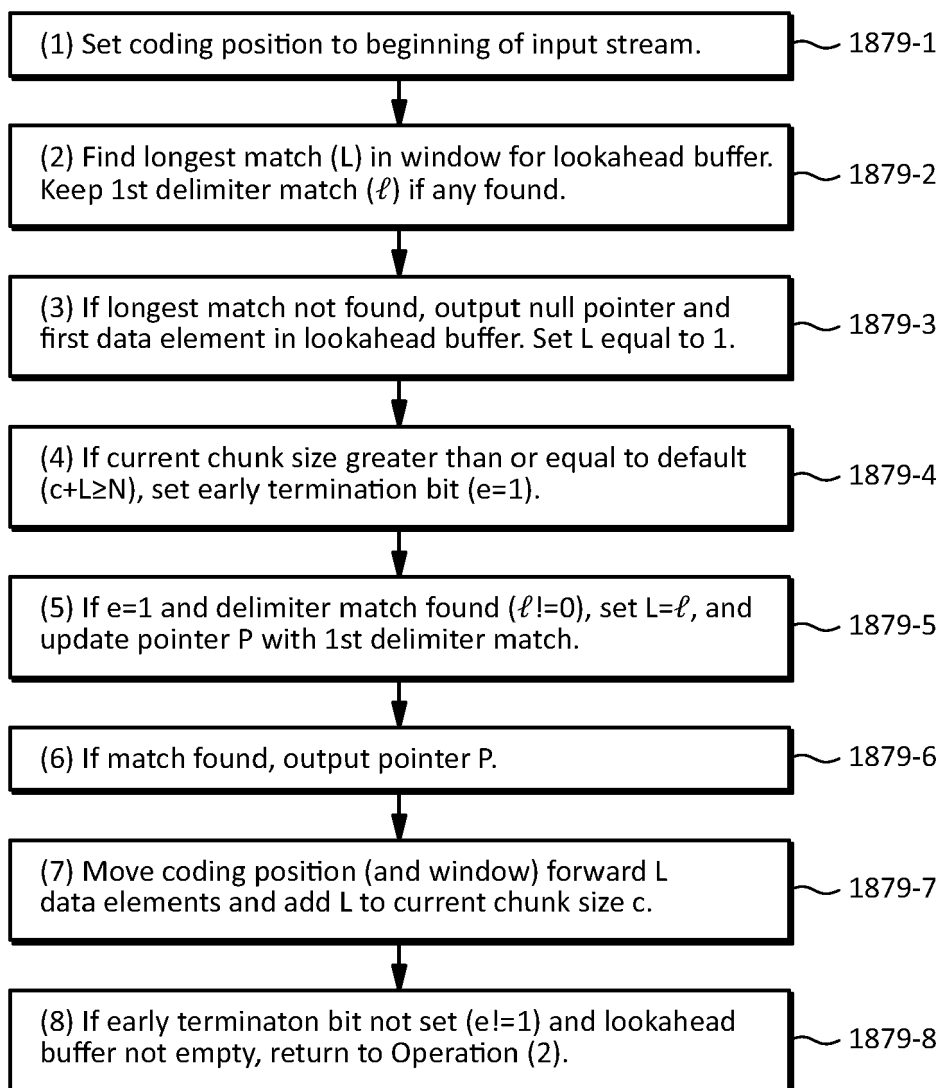 (1) Set coding position to beginning of input stream.
1879-1
(2) Find longest match (L) in window for lookahead buffer.
Keep 1st delimiter match (ℓ) if any found.
1879-2
(3) If longest match not found, output null pointer and
first data element in lookahead buffer. Set L equal to 1.
1879-3
(4) If current chunk size greater than or equal to default
(c+L≥N), set early termination bit (e=1).
1879-4
(5) If e=1 and delimiter match found (ℓ!=0), set L=ℓ, and
update pointer P with 1st delimiter match.
1879-5
(6) If match found, output pointer P.
1879-6
(7) Move coding position (and window) forward L
data elements and add L to current chunk size c.
1879-7
(8) If early terminaton bit not set (e!=1) and lookahead
buffer not empty, return to Operation (2).
1879-8